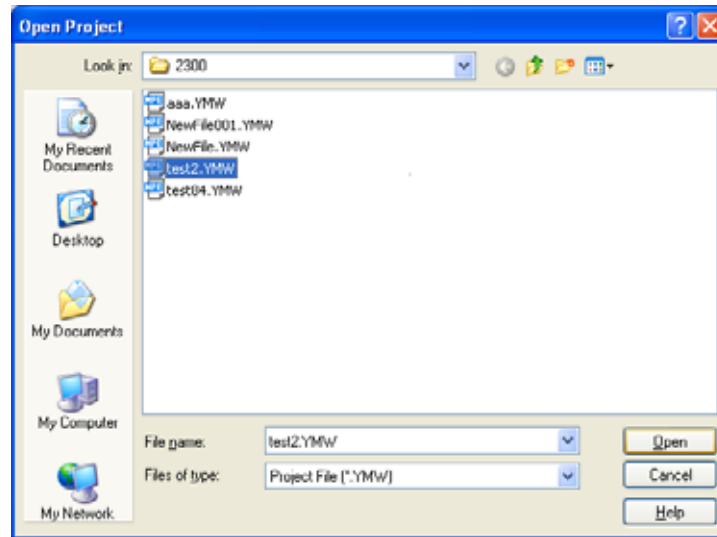 Open Project
Look in: 2300
aaa.YMW
NewFile001.YMW
NewFile.YMW
test2.YMW
test04.YMW
My Recent
Documents
Desktop
My Documents
My Computer
My Network
File name: test2.YMW Open
Files of type: Project File (*.YMW) Cancel
Help